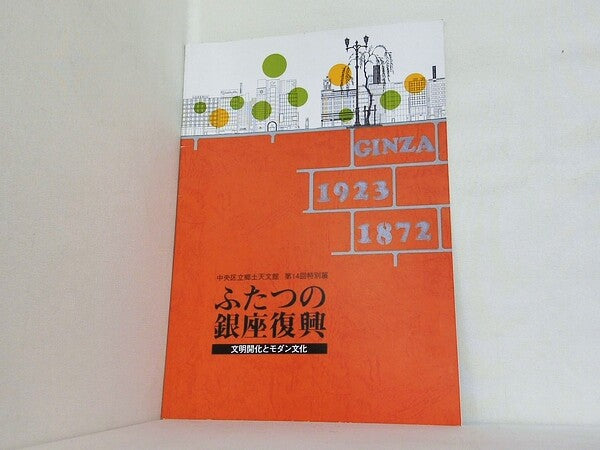 GINZA
1923
1872
中央区立郷土天文館 第14回特別展
ふたつの
銀座復興
文明開化とモダン文化